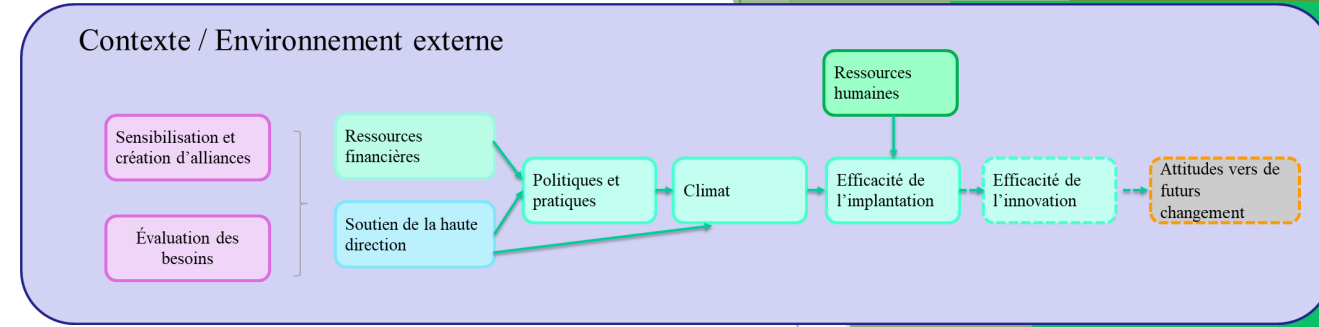 Contexte / Environnement externe
Ressources
humaines
Sensibilisation et
création d’alliances
Ressources
financières
Politiques et
pratiques
Climat
Efficacité de
l’implantation
Efficacité de
l’innovation
Attitudes vers de
futurs
changement
Évaluation des
besoins
Soutien de la haute
direction